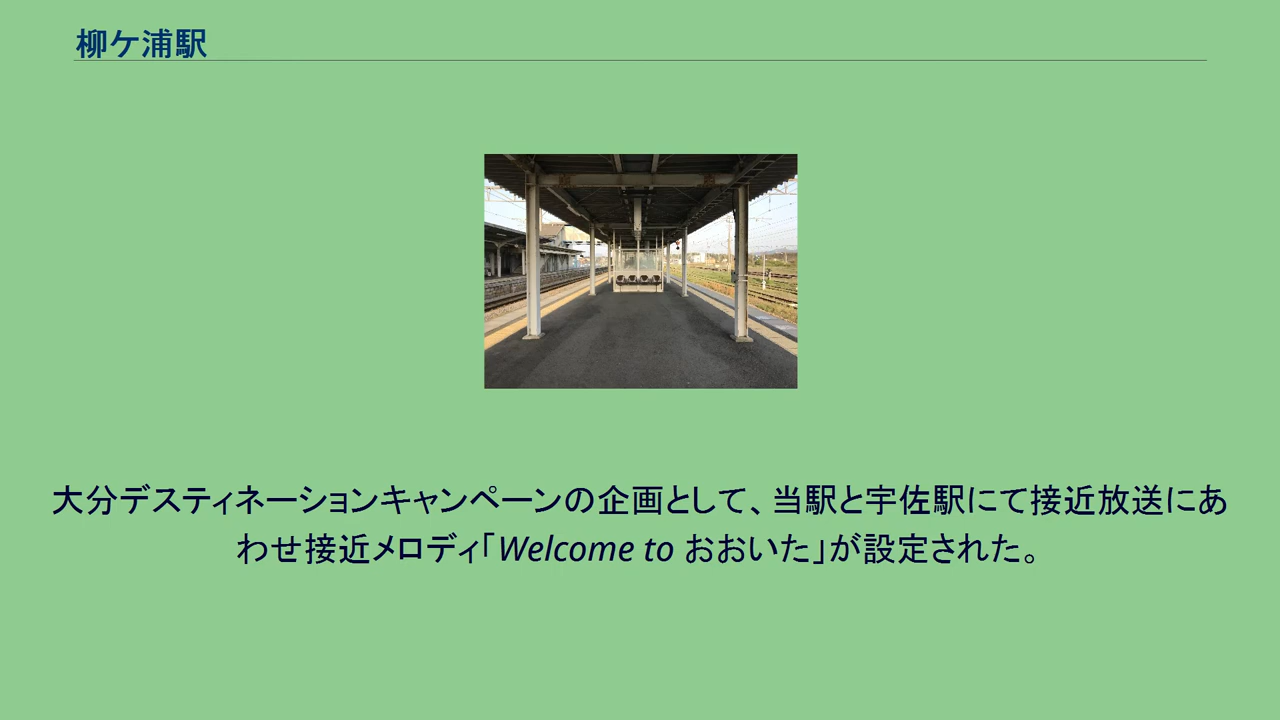 柳ケ浦駅
大分デスティネーションキャンペーンの企画として、当駅と宇佐駅にて接近放送にあ
わせ接近メロディ「Welcome to おおいた」が設定された。